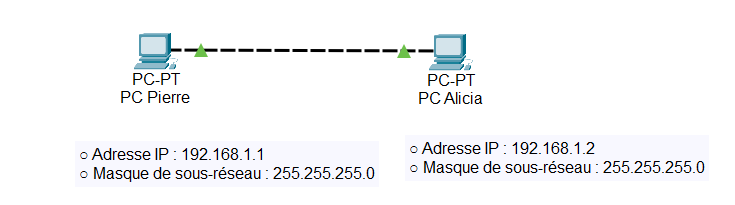 PC-PT
PC Pierre
PC-PT
PC Alicia
○ Adresse IP : 192.168.1.1
○ Masque de sous-réseau : 255.255.255.0
○ Adresse IP : 192.168.1.2
○ Masque de sous-réseau : 255.255.255.0